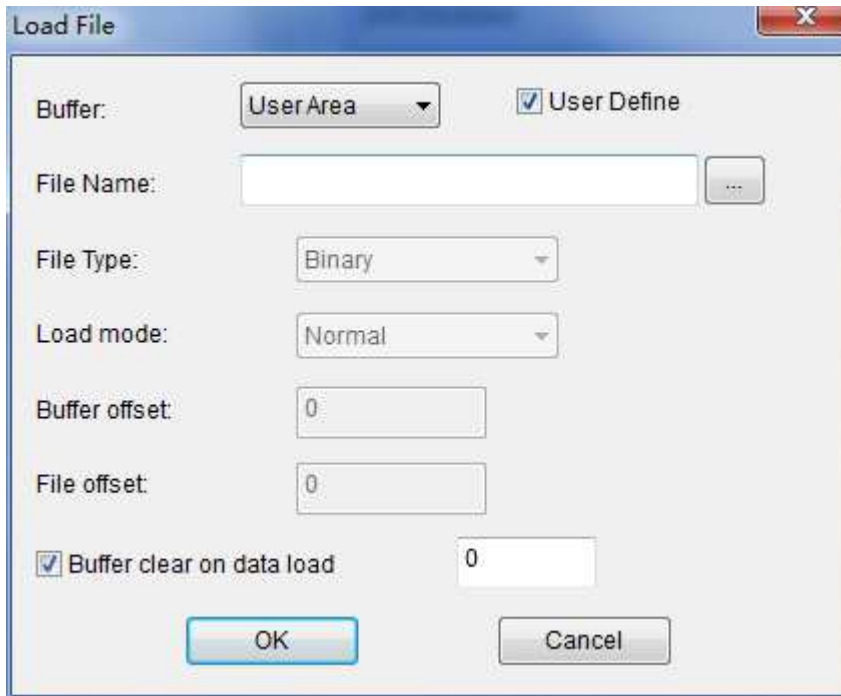 Load File
Buffer: User Area User Define
File Name: ...
File Type: Binary
Load mode: Normal
Buffer offset: 0
File offset: 0
Buffer clear on data load 0
OK Cancel